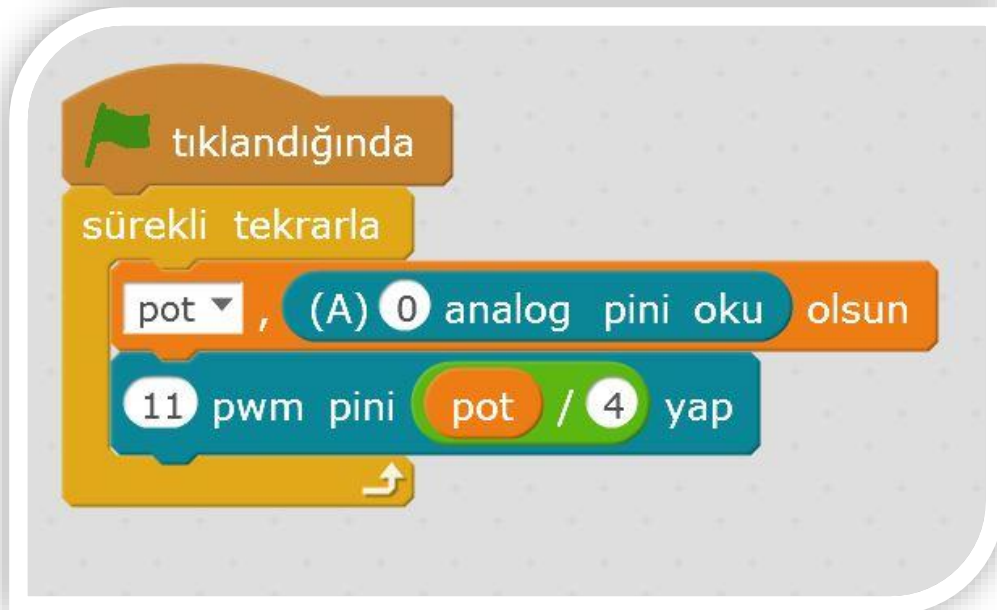 tıklandığında
sürekli tekrarla
pot , (A) 0 analog pini oku olsun
11 pwm pini pot / 4 yap